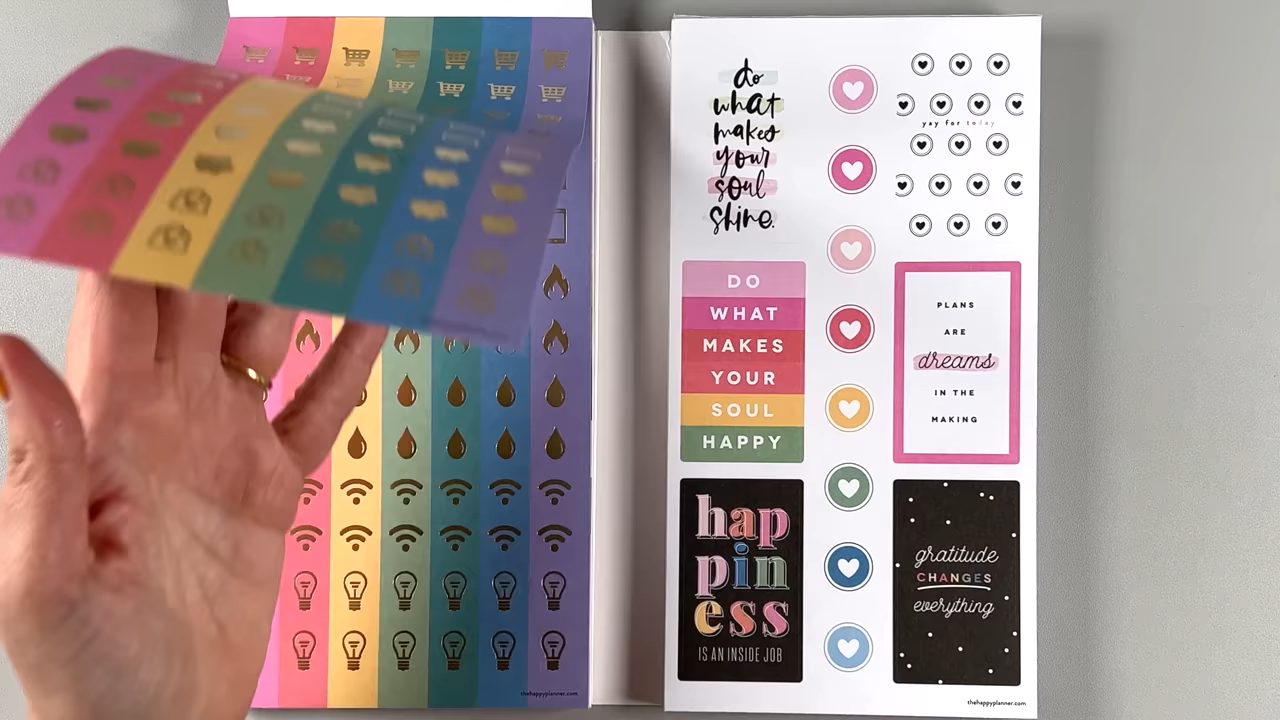 do
what
makes
your
soul
shine.
yay for today
DO
WHAT
MAKES
YOUR
SOUL
HAPPY
PLANS
ARE
dreams
IN THE
MAKING
hap
pin
ess
IS AN INSIDE JOB
gratitude
CHANGES
everything
thehappyplanner.com
thehappyplanner.com